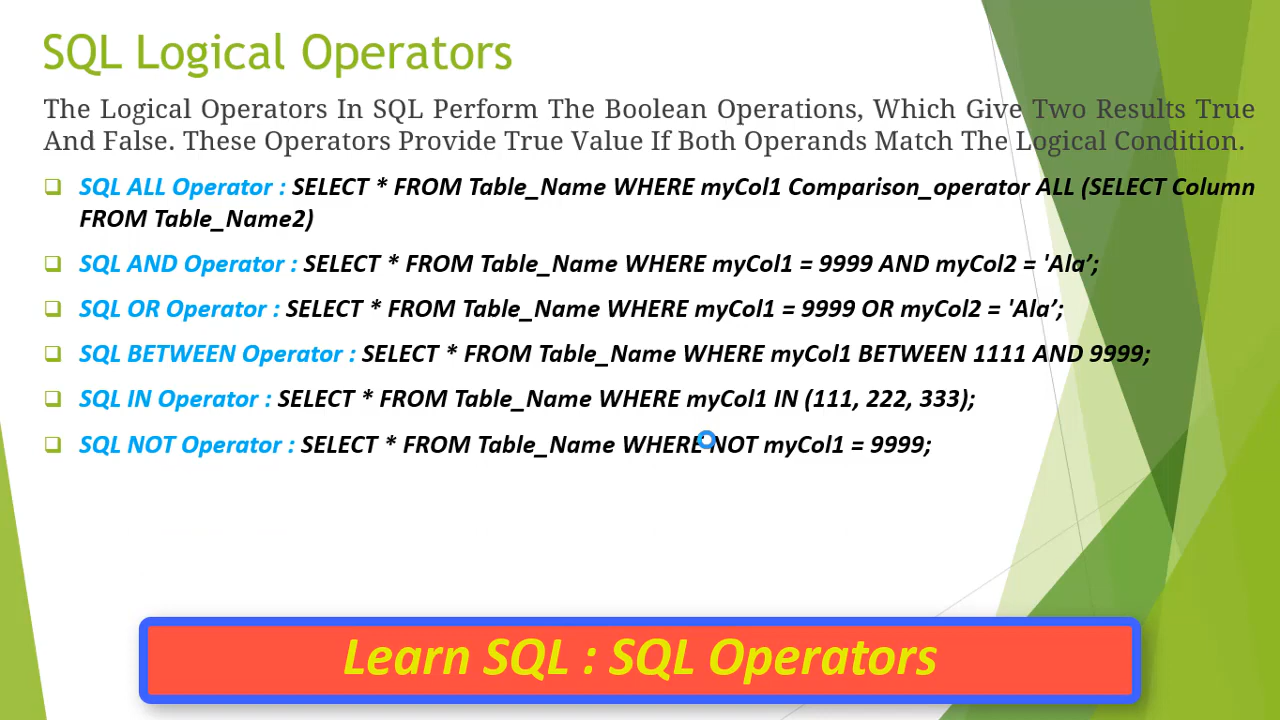 SQL Logical Operators
The Logical Operators In SQL Perform The Boolean Operations, Which Give Two Results True
And False. These Operators Provide True Value If Both Operands Match The Logical Condition.
SQL ALL Operator : SELECT * FROM Table_Name WHERE myCol1 Comparison_operator ALL (SELECT Column
FROM Table_Name2)
SQL AND Operator : SELECT * FROM Table_Name WHERE myCol1 = 9999 AND myCol2 = 'Ala’;
SQL OR Operator : SELECT * FROM Table_Name WHERE myCol1 = 9999 OR myCol2 = 'Ala’;
SQL BETWEEN Operator : SELECT * FROM Table_Name WHERE myCol1 BETWEEN 1111 AND 9999;
SQL IN Operator : SELECT * FROM Table_Name WHERE myCol1 IN (111, 222, 333);
SQL NOT Operator : SELECT * FROM Table_Name WHERE NOT myCol1 = 9999;
Learn SQL : SQL Operators